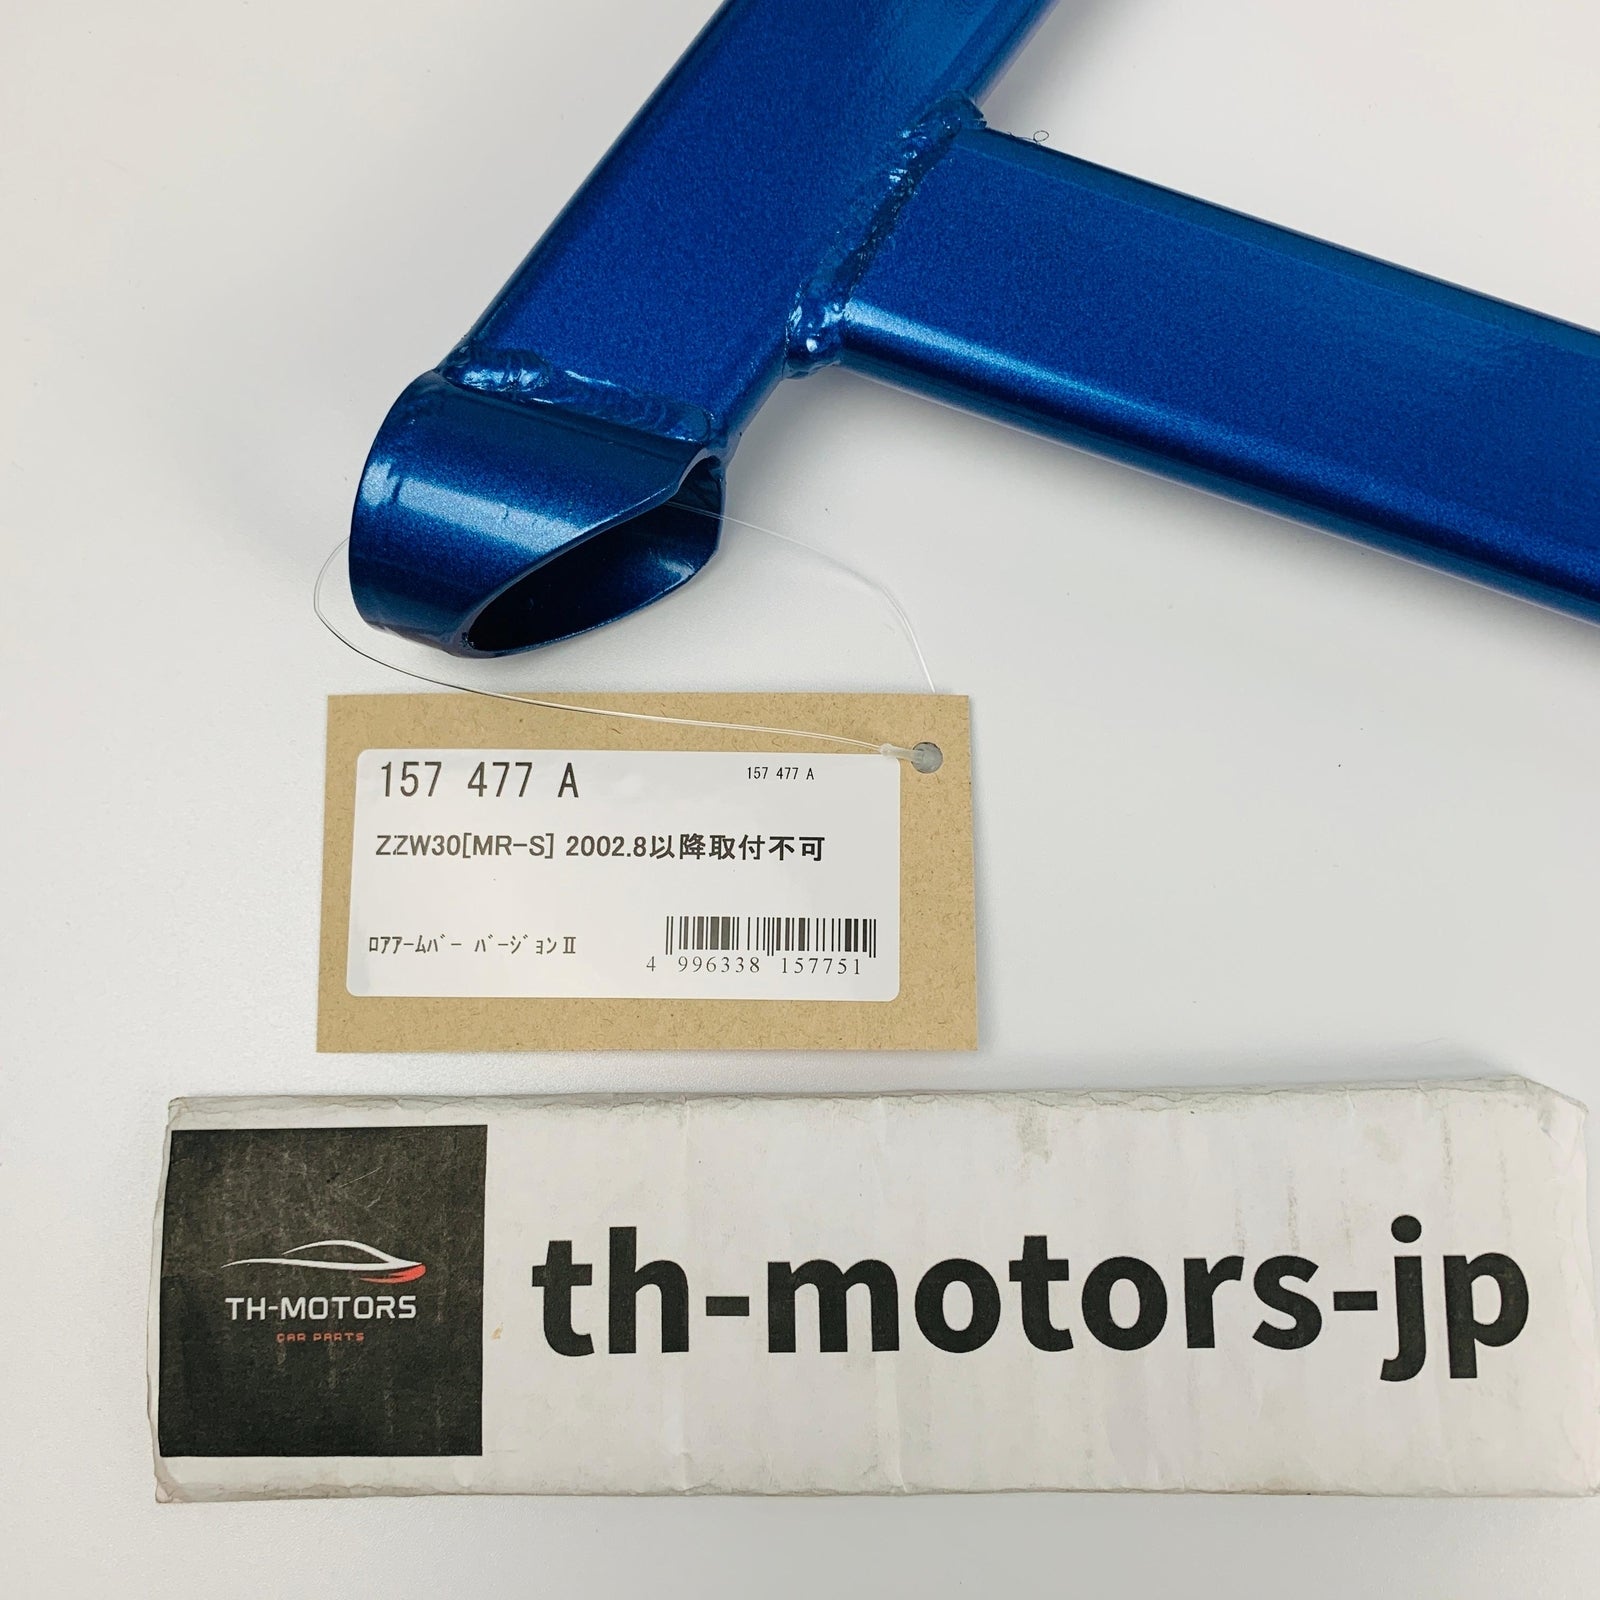 157 477 A
157 477 A
ZZW30[MR-S] 2002.8以降取付不可
ﾛｱｱｰﾑﾊﾞｰ ﾊﾞｰｼﾞｮﾝⅡ
4 996338 157751
TH-MOTORS
CAR PARTS
th-motors-jp